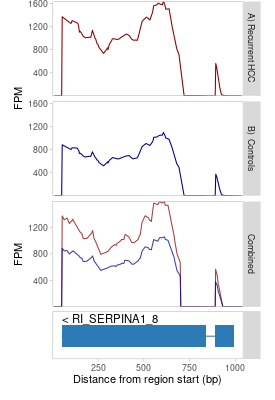 1600
1200
800
400
A) Recurrent HCC
1600
1200
800
400
B) Controls
FPM
FPM
1200
800
400
Combined
< RI_SERPINA1_8
250
500
750
1000
Distance from region start (bp)